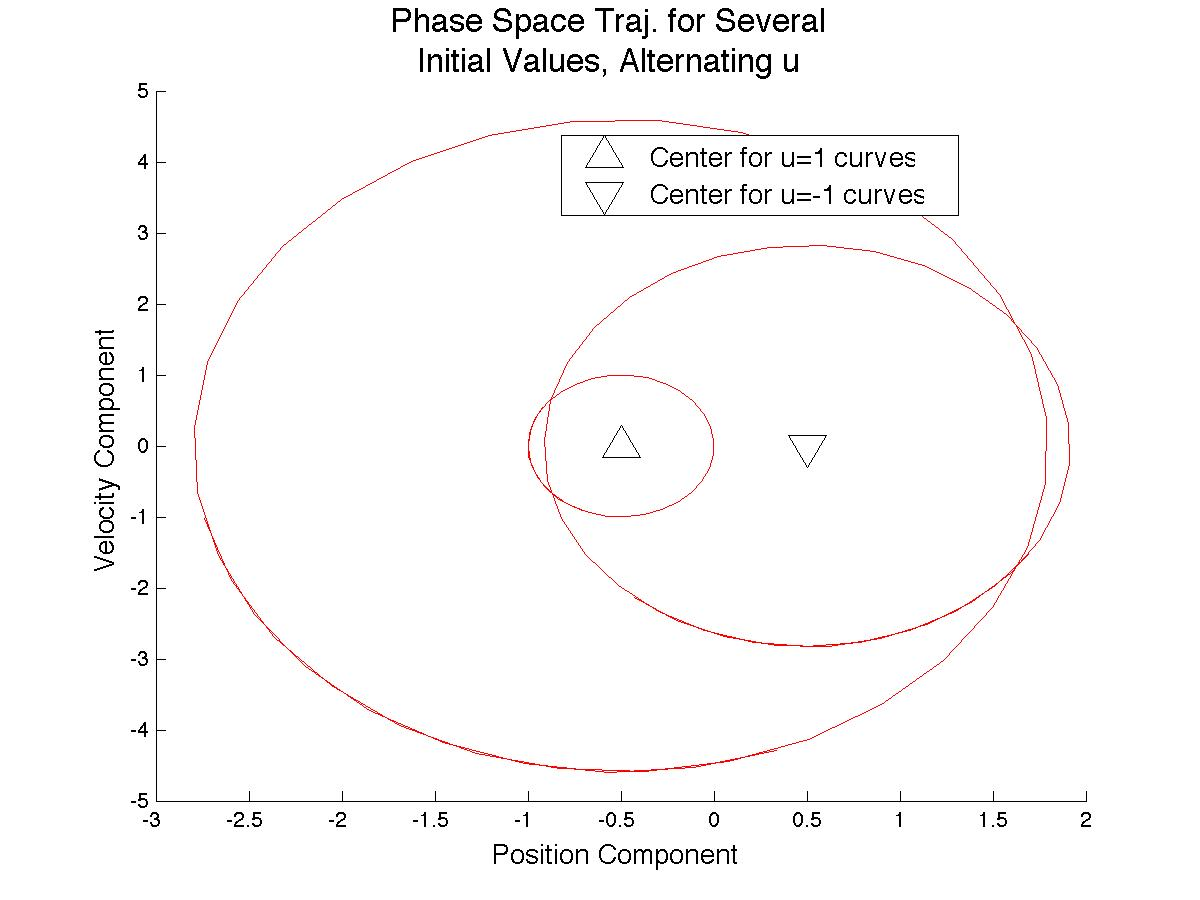 Phase Space Traj. for Several
Initial Values, Alternating u
5
4
3
2
1
0
-1
-2
-3
-4
-5
Velocity Component
Center for u=1 curves
Center for u=-1 curves
-3 -2.5 -2 -1.5 -1 -0.5 0 0.5 1 1.5 2
Position Component